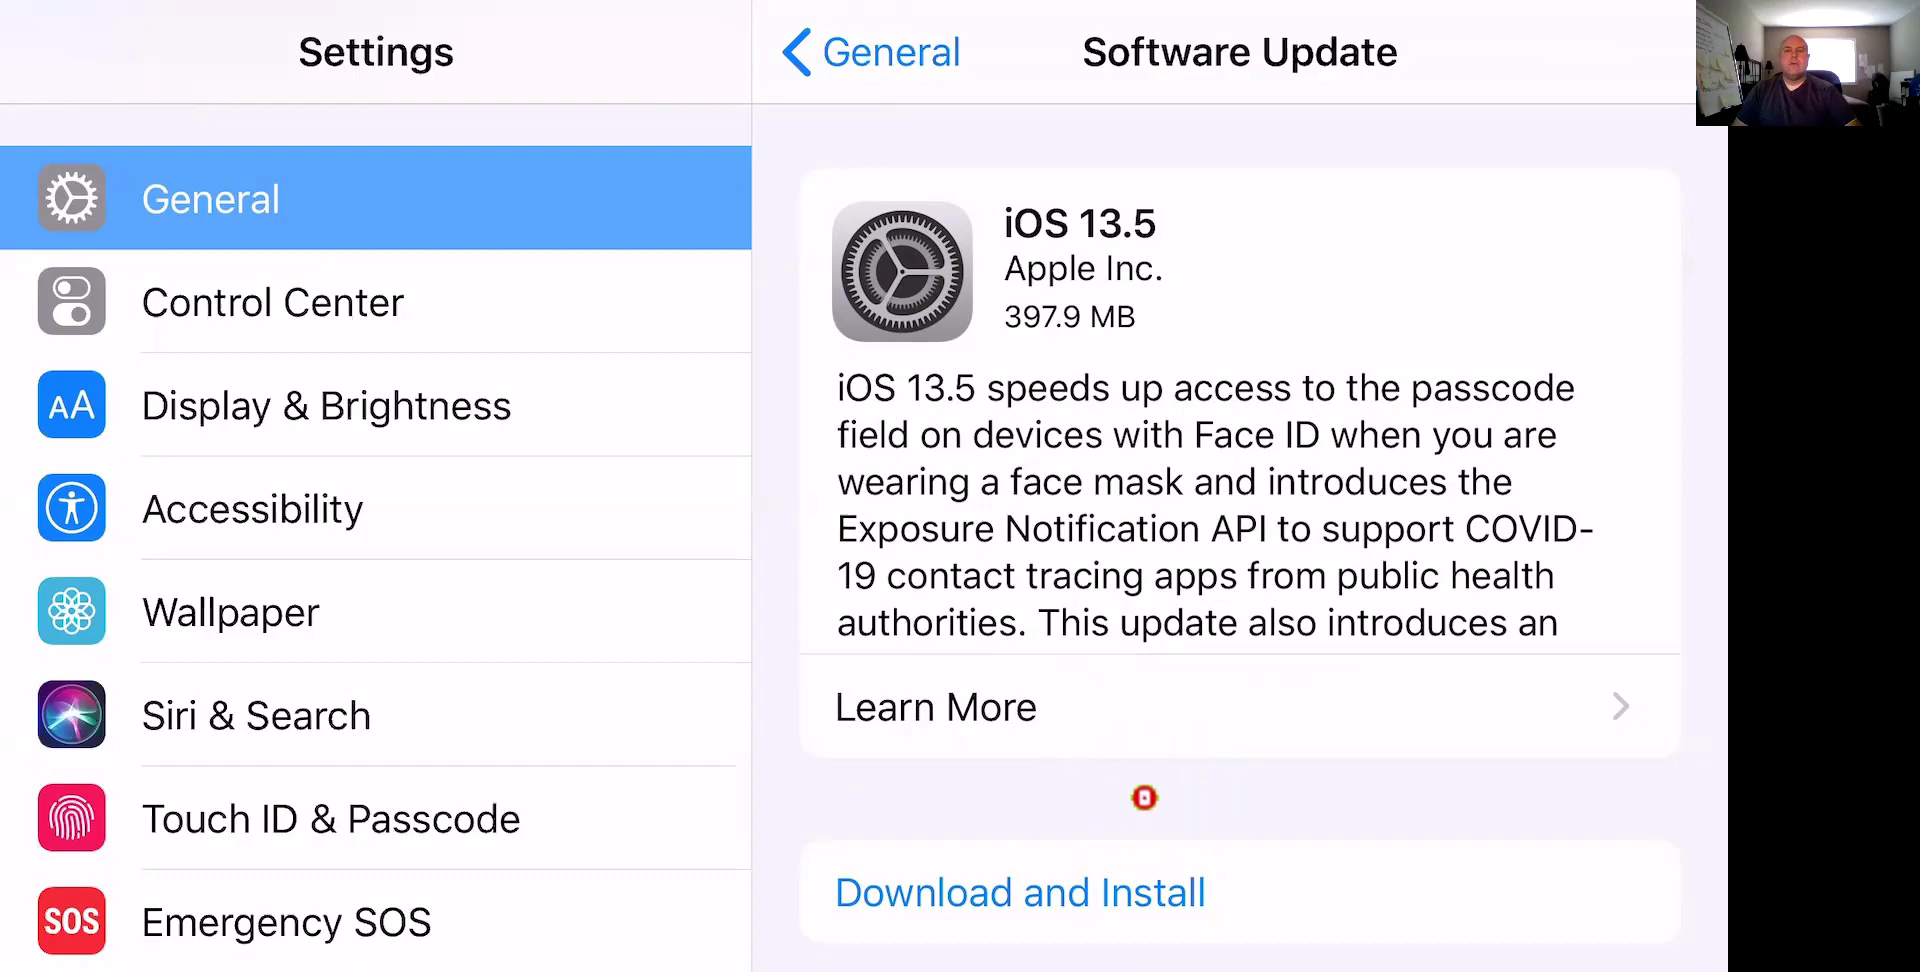 Settings
General
Control Center
AA
Display & Brightness
Accessibility
Wallpaper
Siri & Search
Touch ID & Passcode
SOS
Emergency SOS
General
Software Update
iOS 13.5
Apple Inc.
397.9 MB
iOS 13.5 speeds up access to the passcode
field on devices with Face ID when you are
wearing a face mask and introduces the
Exposure Notification API to support COVID-
19 contact tracing apps from public health
authorities. This update also introduces an
Learn More
Download and Install